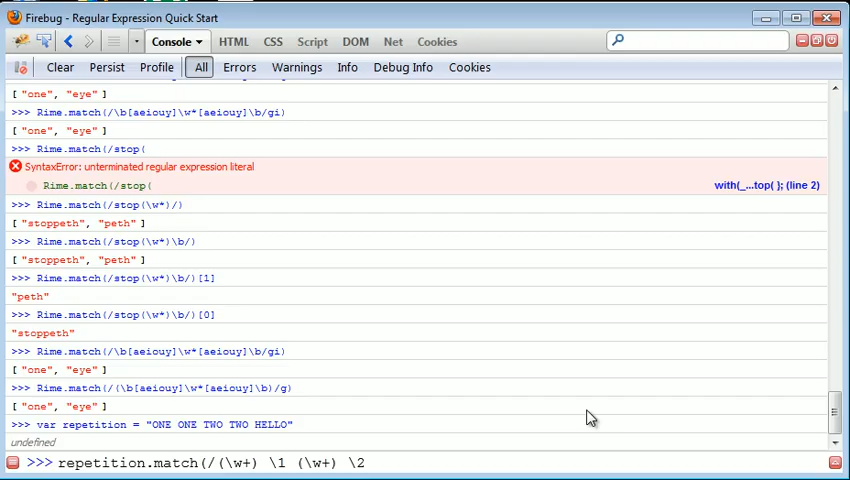 Firebug - Regular Expression Quick Start
Console HTML CSS Script DOM Net Cookies
Clear Persist Profile All Errors Warnings Info Debug Info Cookies
["one", "eye"]
>>> Rime.match(/\b[aeiouy]\w*[aeiouy]\b/gi)
["one", "eye"]
>>> Rime.match(/stop(
SyntaxError: unterminated regular expression literal
Rime.match(/stop( with(_...top( }; (line 2)
>>> Rime.match(/stop(\w*)/)
["stoppeth", "peth"]
>>> Rime.match(/stop(\w*)\b/)
["stoppeth", "peth"]
>>> Rime.match(/stop(\w*)\b/)[1]
"peth"
>>> Rime.match(/stop(\w*)\b/)[0]
"stoppeth"
>>> Rime.match(/\b[aeiouy]\w*[aeiouy]\b/gi)
["one", "eye"]
>>> Rime.match(/(\b[aeiouy]\w*[aeiouy]\b)/g)
["one", "eye"]
>>> var repetition = "ONE ONE TWO TWO HELLO"
undefined
>>> repetition.match(/(\w+) \1 (\w+) \2